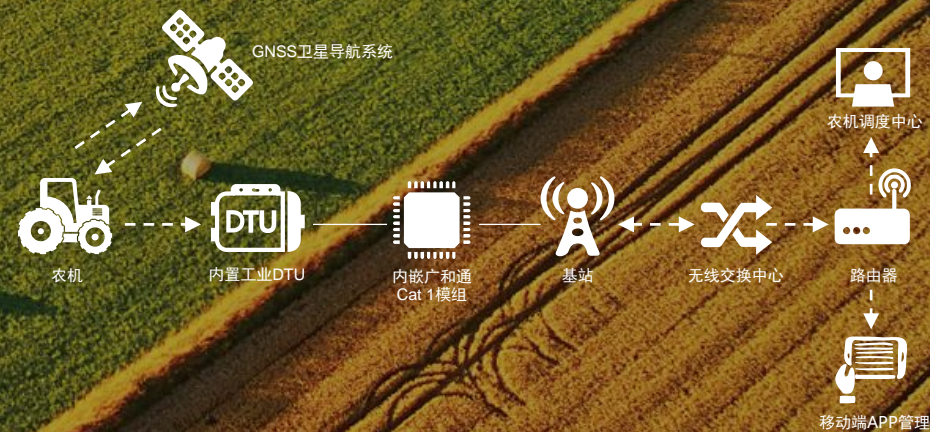 GNSS卫星导航系统
农机调度中心
DTU
农机
内置工业DTU
内嵌广和通
Cat 1模组
基站
无线交换中心
路由器
移动端APP管理